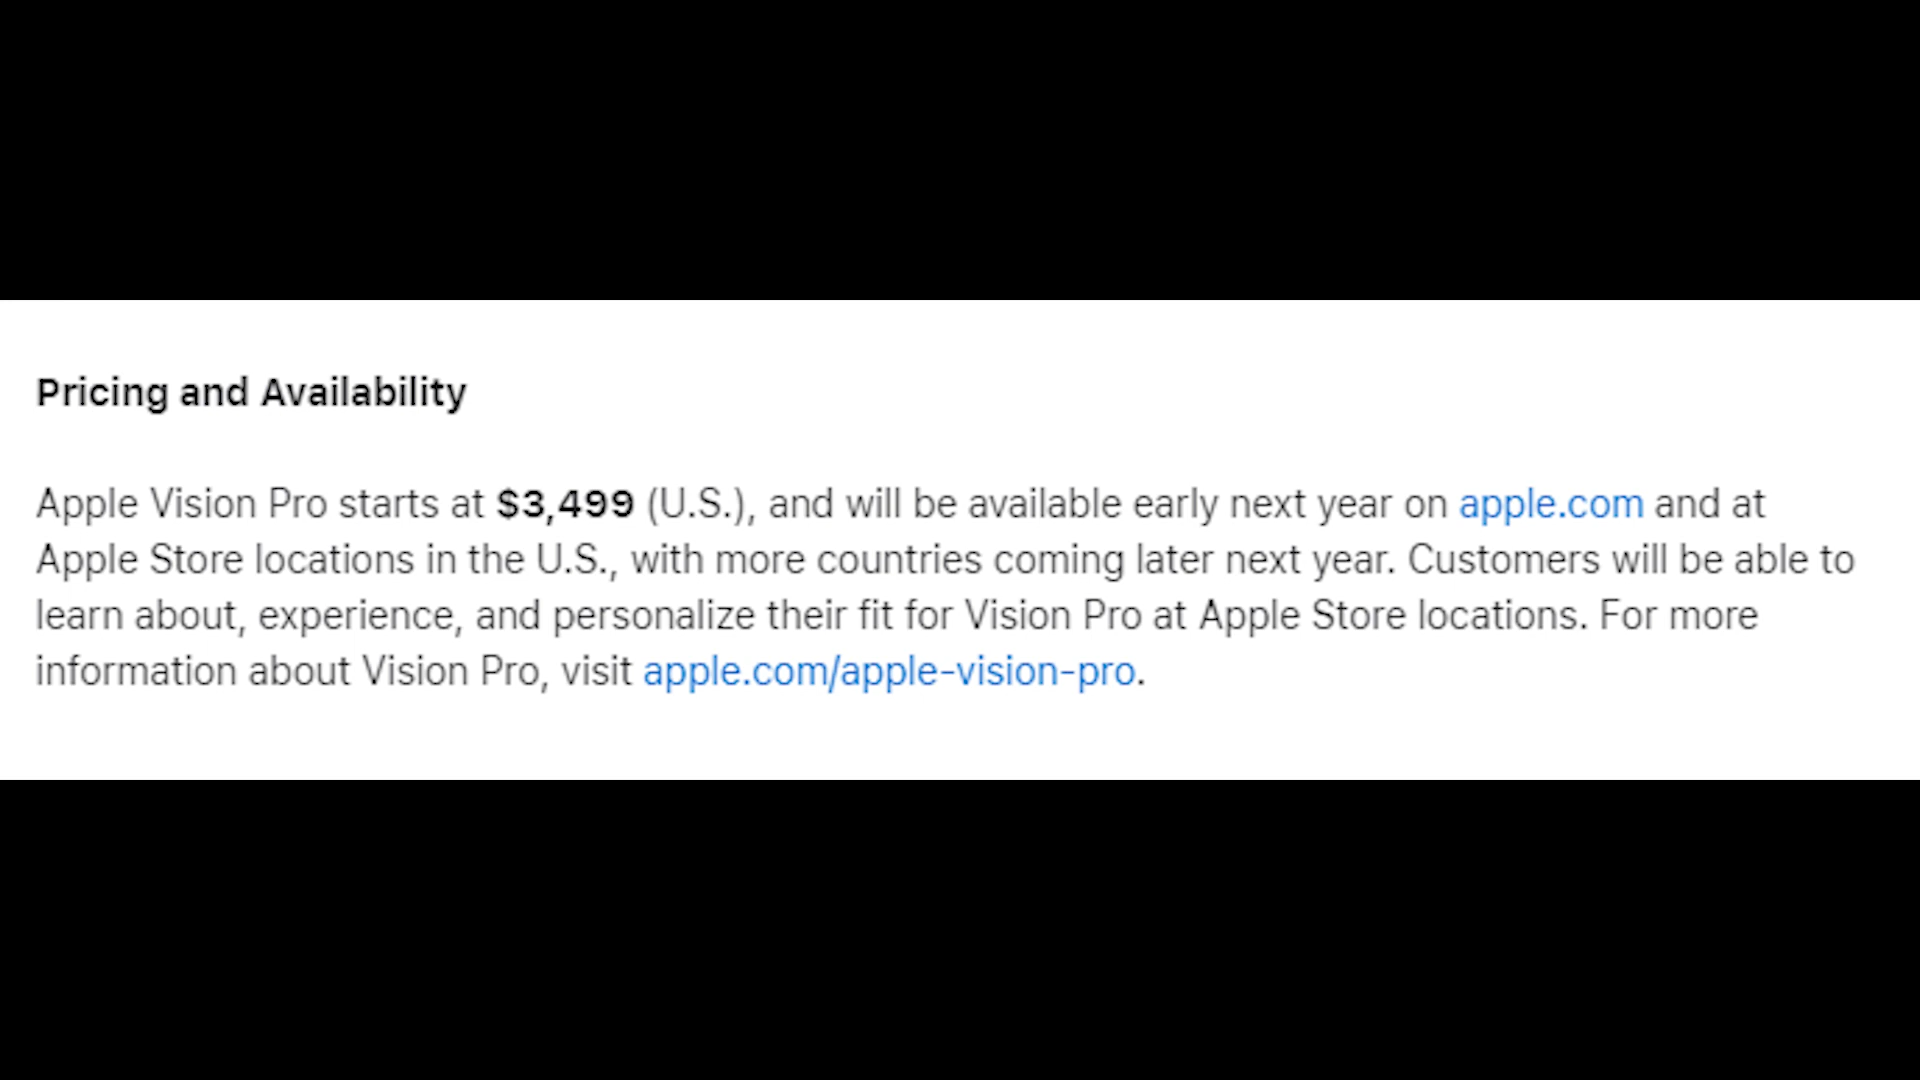 Pricing and Availability
Apple Vision Pro starts at $3,499 (U.S.), and will be available early next year on apple.com and at
Apple Store locations in the U.S., with more countries coming later next year. Customers will be able to
learn about, experience, and personalize their fit for Vision Pro at Apple Store locations. For more
information about Vision Pro, visit apple.com/apple-vision-pro.